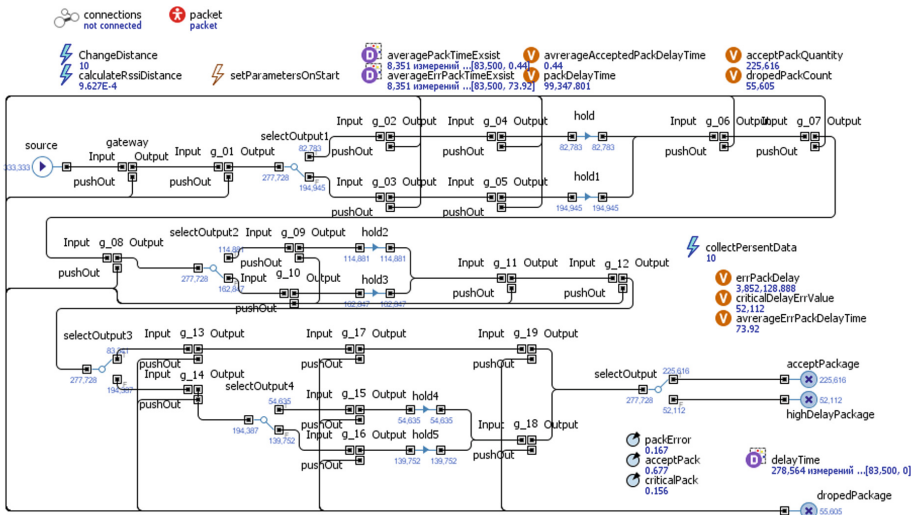 connections
not connected
packet
packet
ChangeDistance
10
calculateRssiDistance
9.627E-4
setParametersOnStart
averagePackTimeExsist
8,351 измерений ...[83,500, 0.44]
averageErrPackTimeExsist
8,351 измерений ...[83,500, 73.92]
avrerageAcceptedPackDelayTime
0.44
packDelayTime
99,347.801
acceptPackQuantity
225,616
dropedPackCount
55,605
source
333,333
gateway
Input Output
pushOut
Input g_01 Output
pushOut
selectOutput1
82,783
277,728
194,945
Input g_02 Output
pushOut
Input g_04 Output
pushOut
hold
82,783 82,783
Input g_03 Output
pushOut
Input g_05 Output
pushOut
hold1
194,945 194,945
Input g_06 Output
pushOut
Input g_07 Output
pushOut
Input g_08 Output
pushOut
selectOutput2
114,881
277,728
162,847
Input g_09 Output
pushOut
hold2
114,881 114,881
Input g_10 Output
pushOut
hold3
162,847 162,847
Input g_11 Output
pushOut
Input g_12 Output
pushOut
collectPersentData
10
errPackDelay
3,852,128.888
criticalDelayErrValue
52,112
avrerageErrPackDelayTime
73.92
selectOutput3
83,341
277,728
194,387
Input g_13 Output
pushOut
Input g_14 Output
pushOut
Input g_17 Output
pushOut
Input g_19 Output
pushOut
selectOutput4
54,635
194,387
139,752
Input g_15 Output
pushOut
hold4
54,635 54,635
Input g_16 Output
pushOut
hold5
139,752 139,752
Input g_18 Output
pushOut
selectOutput
225,616
277,728
52,112
acceptPackage
225,616
52,112
highDelayPackage
packError
0.167
acceptPack
0.677
criticalPack
0.156
delayTime
278,564 измерений ...[83,500, 0]
dropedPackage
55,605